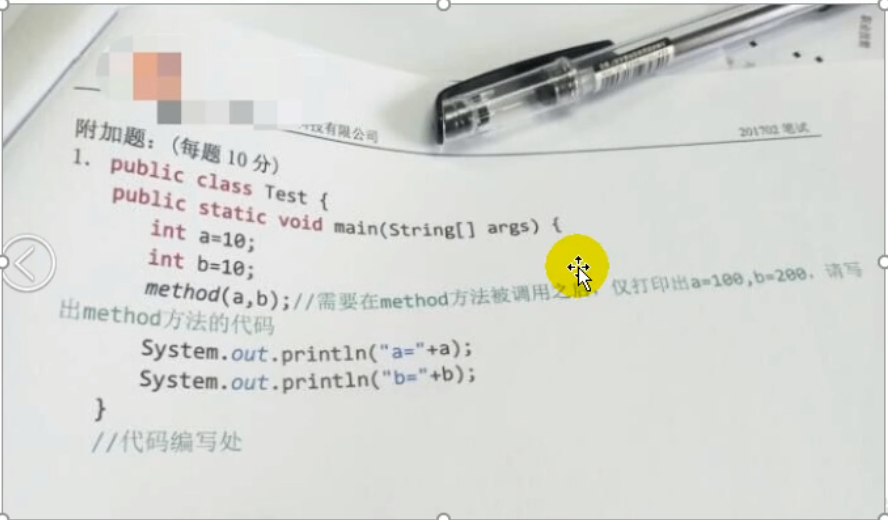 技有限公司
201702 笔试
附加题：（每题 10 分）
1. public class Test {
public static void main(String[] args) {
int a=10;
int b=10;
method(a,b);//需要在method方法被调用之后，仅打印出a=100,b=200，请写
出method方法的代码
System.out.println("a="+a);
System.out.println("b="+b);
}
//代码编写处